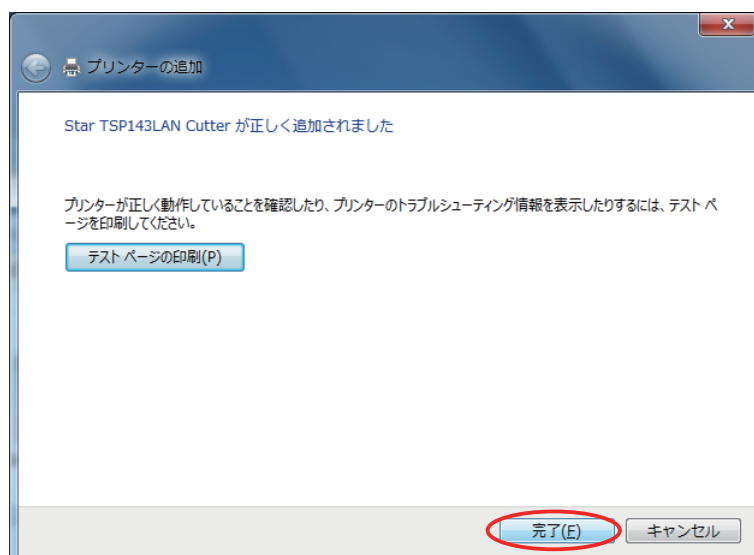 プリンターの追加
Star TSP143LAN Cutter が正しく追加されました
プリンターが正しく動作していることを確認したり、プリンターのトラブルシューティング情報を表示したりするには、テスト ペ
ージを印刷してください。
テスト ページの印刷(P)
完了(F) キャンセル